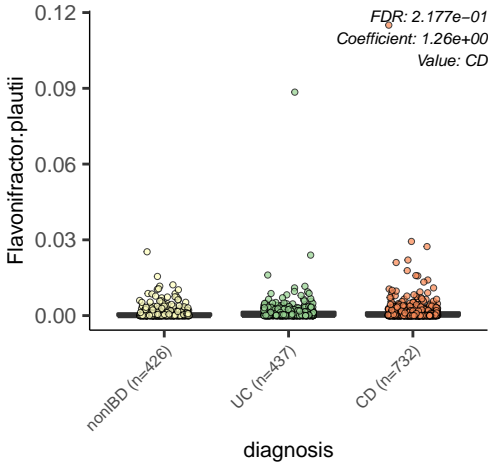 FDR: 2.177e−01
Coefficient: 1.26e+00
Value: CD
0.12
0.09
0.06
0.03
0.00
Flavonifractor.plautii
nonIBD (n=426)
UC (n=437)
CD (n=732)
diagnosis